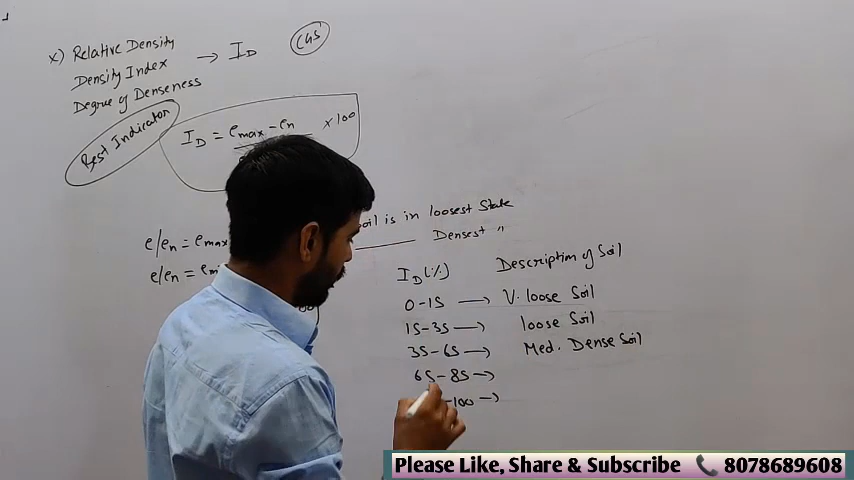 x) Relative Density
Density Index → I_D
Degree of Denseness
CGS
Best Indicator
I_D = e_max - e_n × 100
e/e_n = e_max soil is in loosest State
e/e_n = Densest "
I_D (%) Description of Soil
0-15 → V. loose Soil
15-35 → loose Soil
35-65 → Med. Dense Soil
65-85 →
-100 →
Please Like, Share & Subscribe 📞 8078689608